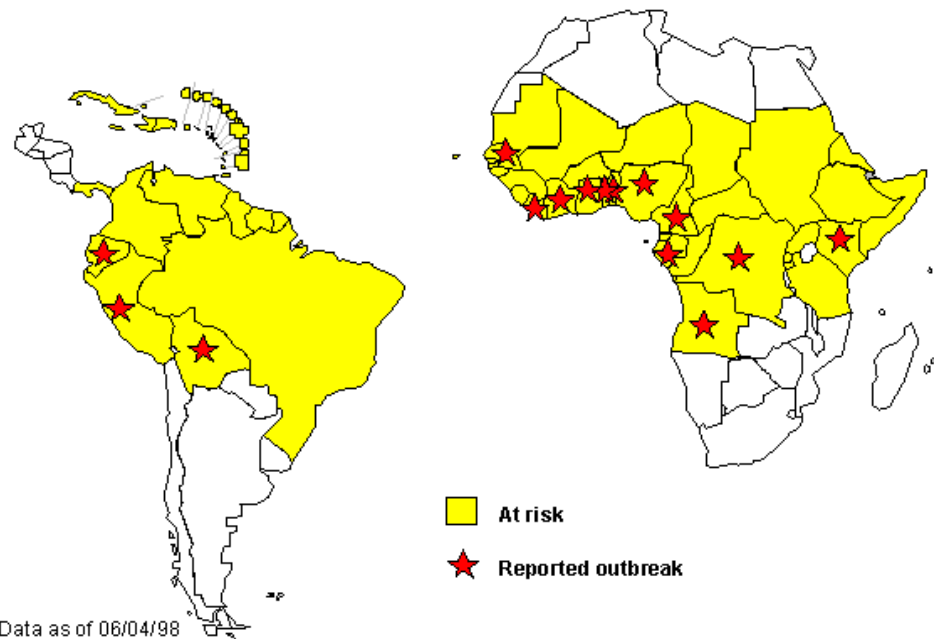 At risk
Reported outbreak
Data as of 06/04/98